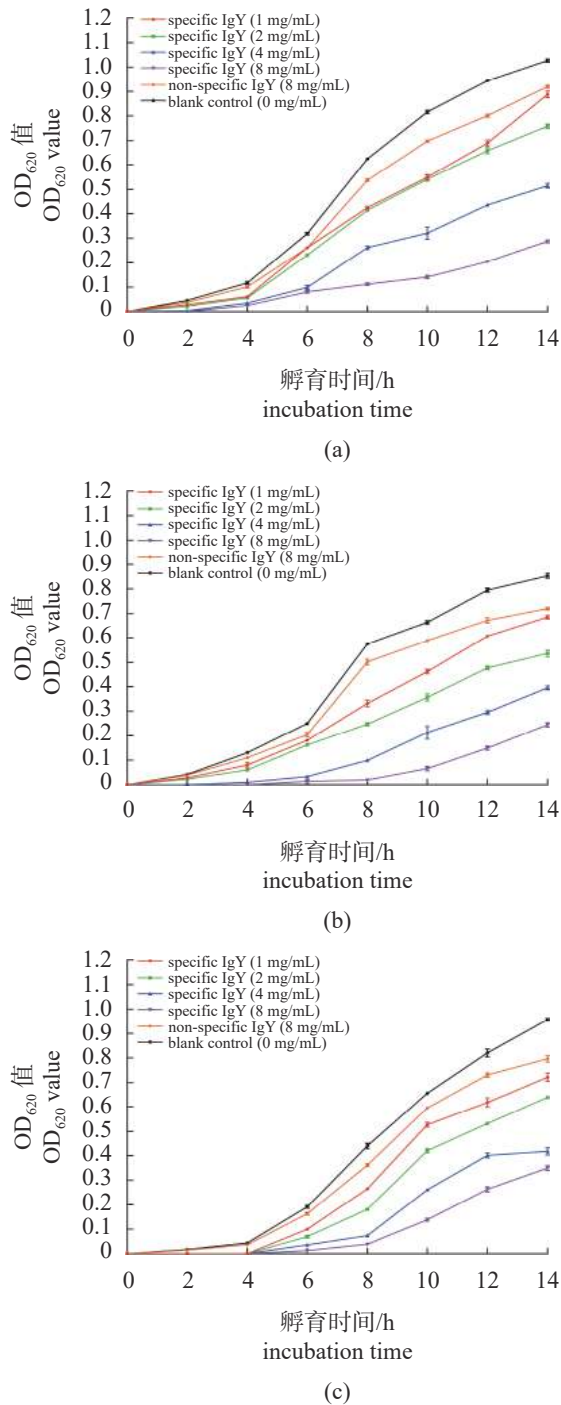 1.2
1.1
1.0
0.9
0.8
0.7
0.6
0.5
0.4
0.3
0.2
0.1
0
specific IgY (1 mg/mL)
specific IgY (2 mg/mL)
specific IgY (4 mg/mL)
specific IgY (8 mg/mL)
non-specific IgY (8 mg/mL)
blank control (0 mg/mL)
OD₆₂₀ 值
OD₆₂₀ value
0 2 4 6 8 10 12 14
孵育时间/h
incubation time
(a)
1.2
1.1
1.0
0.9
0.8
0.7
0.6
0.5
0.4
0.3
0.2
0.1
0
specific IgY (1 mg/mL)
specific IgY (2 mg/mL)
specific IgY (4 mg/mL)
specific IgY (8 mg/mL)
non-specific IgY (8 mg/mL)
blank control (0 mg/mL)
OD₆₂₀ 值
OD₆₂₀ value
0 2 4 6 8 10 12 14
孵育时间/h
incubation time
(b)
1.2
1.1
1.0
0.9
0.8
0.7
0.6
0.5
0.4
0.3
0.2
0.1
0
specific IgY (1 mg/mL)
specific IgY (2 mg/mL)
specific IgY (4 mg/mL)
specific IgY (8 mg/mL)
non-specific IgY (8 mg/mL)
blank control (0 mg/mL)
OD₆₂₀ 值
OD₆₂₀ value
0 2 4 6 8 10 12 14
孵育时间/h
incubation time
(c)